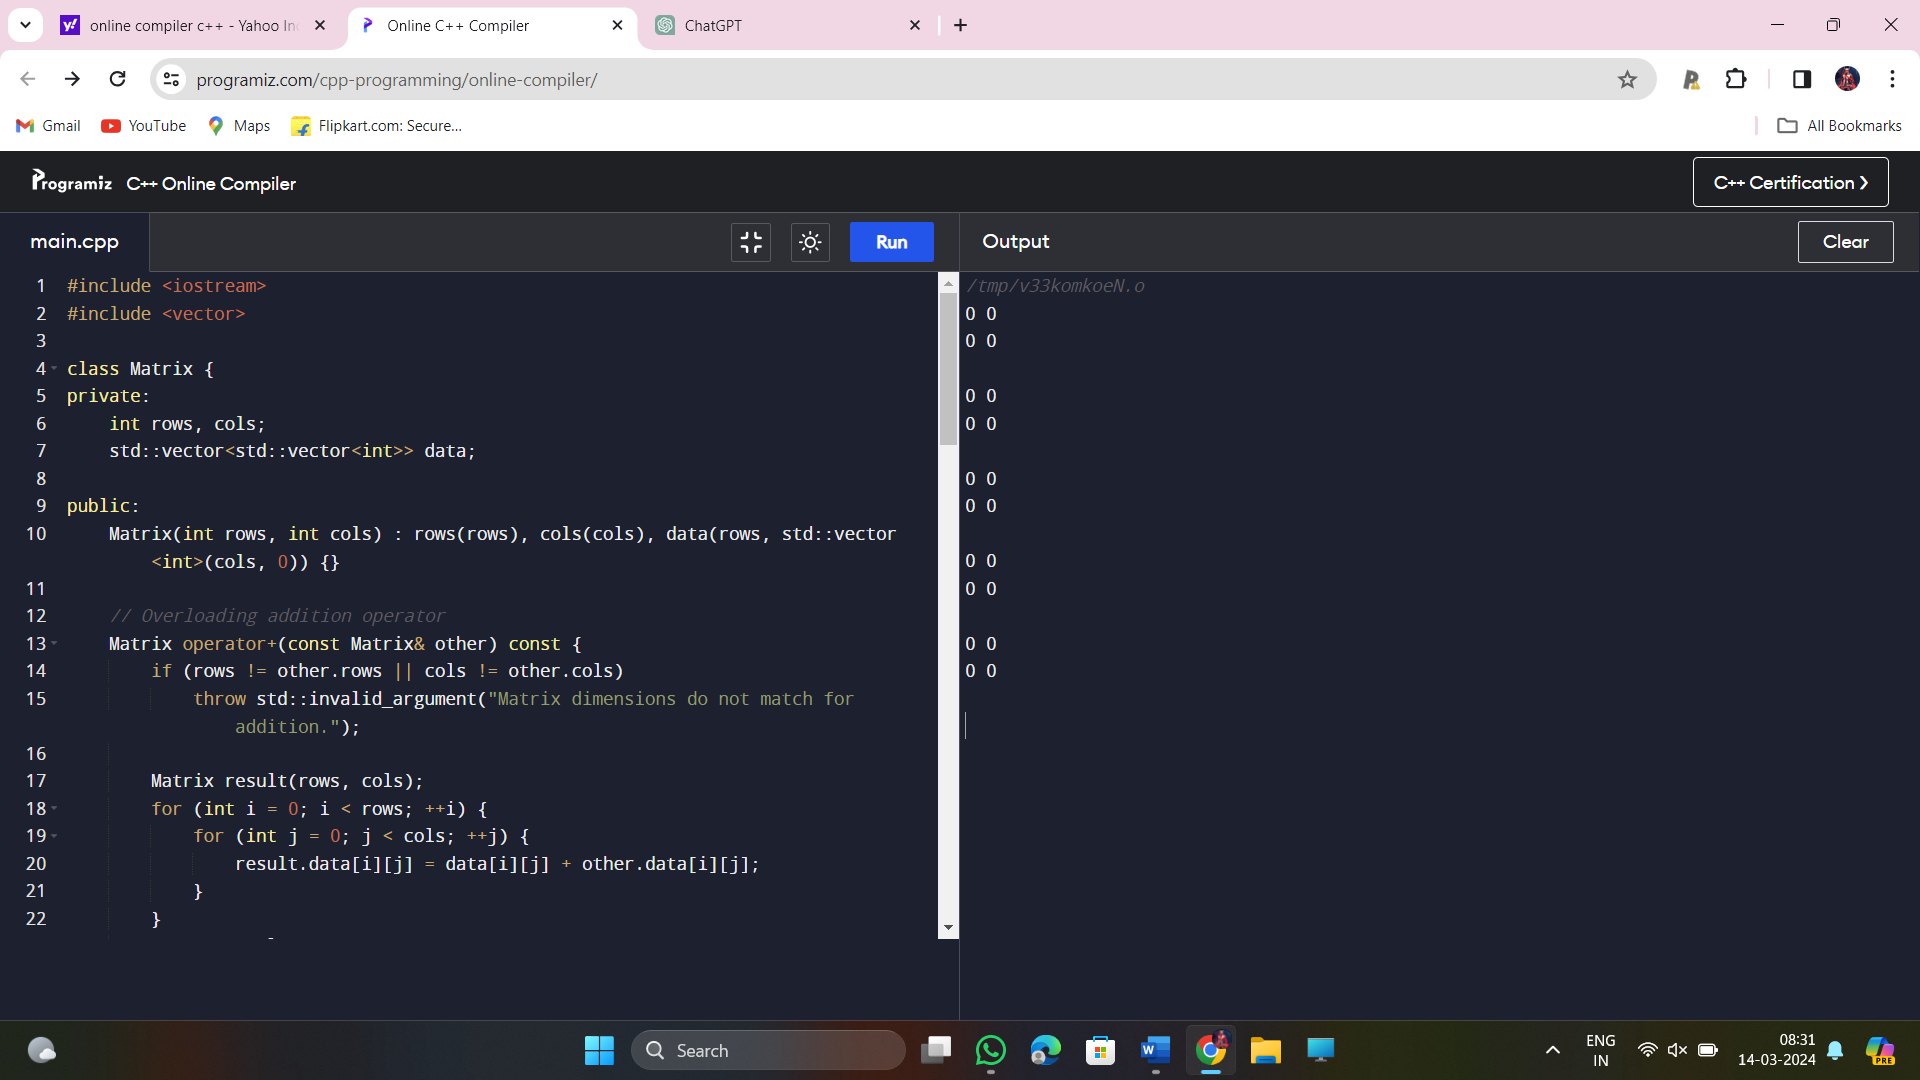 online compiler c++ - Yahoo In
Online C++ Compiler
ChatGPT
programiz.com/cpp-programming/online-compiler/
Gmail
YouTube
Maps
Flipkart.com: Secure...
All Bookmarks
Programiz
C++ Online Compiler
C++ Certification
main.cpp
Run
Output
Clear
1 #include <iostream>
2 #include <vector>
3
4 class Matrix {
5 private:
6     int rows, cols;
7     std::vector<std::vector<int>> data;
8
9 public:
10     Matrix(int rows, int cols) : rows(rows), cols(cols), data(rows, std::vector
        <int>(cols, 0)) {}
11
12     // Overloading addition operator
13     Matrix operator+(const Matrix& other) const {
14         if (rows != other.rows || cols != other.cols)
15             throw std::invalid_argument("Matrix dimensions do not match for
                addition.");
16
17         Matrix result(rows, cols);
18         for (int i = 0; i < rows; ++i) {
19             for (int j = 0; j < cols; ++j) {
20                 result.data[i][j] = data[i][j] + other.data[i][j];
21             }
22         }
/tmp/v33komkoeN.o
0 0
0 0
0 0
0 0
0 0
0 0
0 0
0 0
0 0
0 0
Search
ENG
IN
08:31
14-03-2024
PRE